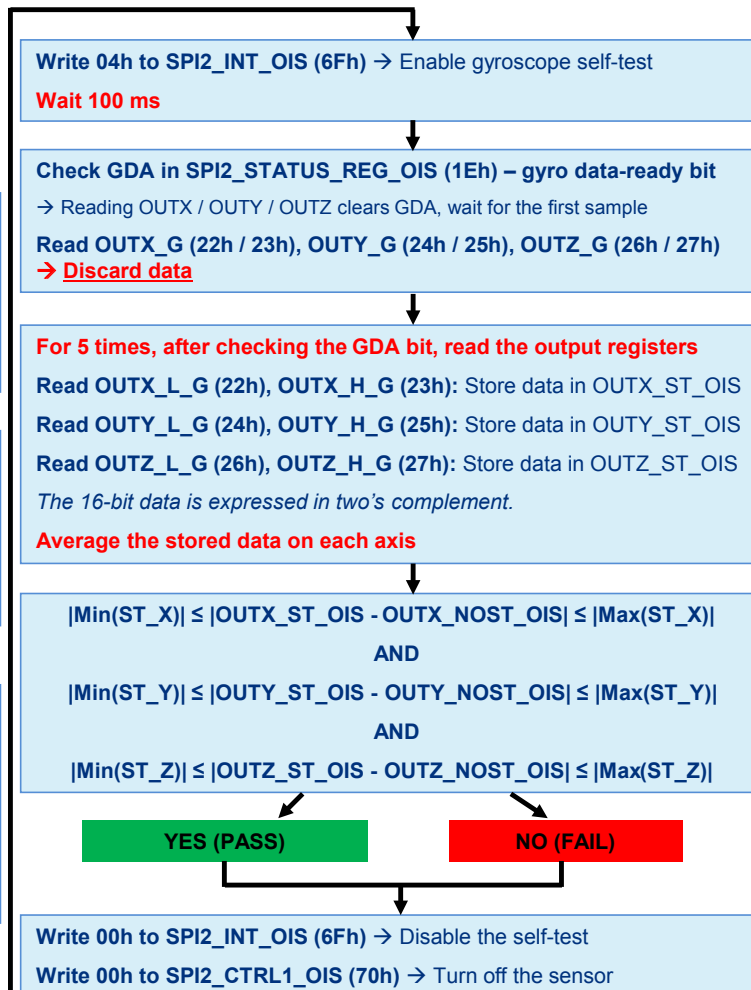 Write 04h to SPI2_INT_OIS (6Fh) → Enable gyroscope self-test
Wait 100 ms
Check GDA in SPI2_STATUS_REG_OIS (1Eh) – gyro data-ready bit
→ Reading OUTX / OUTY / OUTZ clears GDA, wait for the first sample
Read OUTX_G (22h / 23h), OUTY_G (24h / 25h), OUTZ_G (26h / 27h)
→ Discard data
For 5 times, after checking the GDA bit, read the output registers
Read OUTX_L_G (22h), OUTX_H_G (23h): Store data in OUTX_ST_OIS
Read OUTY_L_G (24h), OUTY_H_G (25h): Store data in OUTY_ST_OIS
Read OUTZ_L_G (26h), OUTZ_H_G (27h): Store data in OUTZ_ST_OIS
The 16-bit data is expressed in two’s complement.
Average the stored data on each axis
|Min(ST_X)| ≤ |OUTX_ST_OIS - OUTX_NOST_OIS| ≤ |Max(ST_X)|
AND
|Min(ST_Y)| ≤ |OUTY_ST_OIS - OUTY_NOST_OIS| ≤ |Max(ST_Y)|
AND
|Min(ST_Z)| ≤ |OUTZ_ST_OIS - OUTZ_NOST_OIS| ≤ |Max(ST_Z)|
YES (PASS)
NO (FAIL)
Write 00h to SPI2_INT_OIS (6Fh) → Disable the self-test
Write 00h to SPI2_CTRL1_OIS (70h) → Turn off the sensor